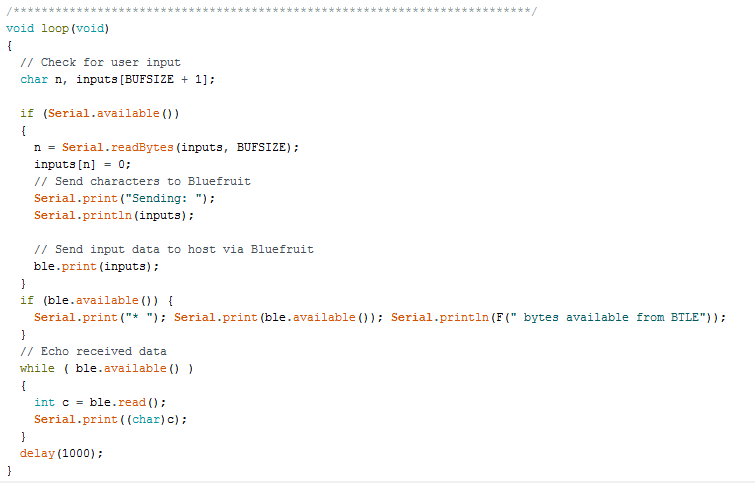 /**************************************************************************/
void loop(void)
{
  // Check for user input
  char n, inputs[BUFSIZE + 1];

  if (Serial.available())
  {
    n = Serial.readBytes(inputs, BUFSIZE);
    inputs[n] = 0;
    // Send characters to Bluefruit
    Serial.print("Sending: ");
    Serial.println(inputs);

    // Send input data to host via Bluefruit
    ble.print(inputs);
  }
  if (ble.available()) {
    Serial.print("* "); Serial.print(ble.available()); Serial.println(F(" bytes available from BTLE"));
  }
  // Echo received data
  while ( ble.available() )
  {
    int c = ble.read();
    Serial.print((char)c);
  }
  delay(1000);
}